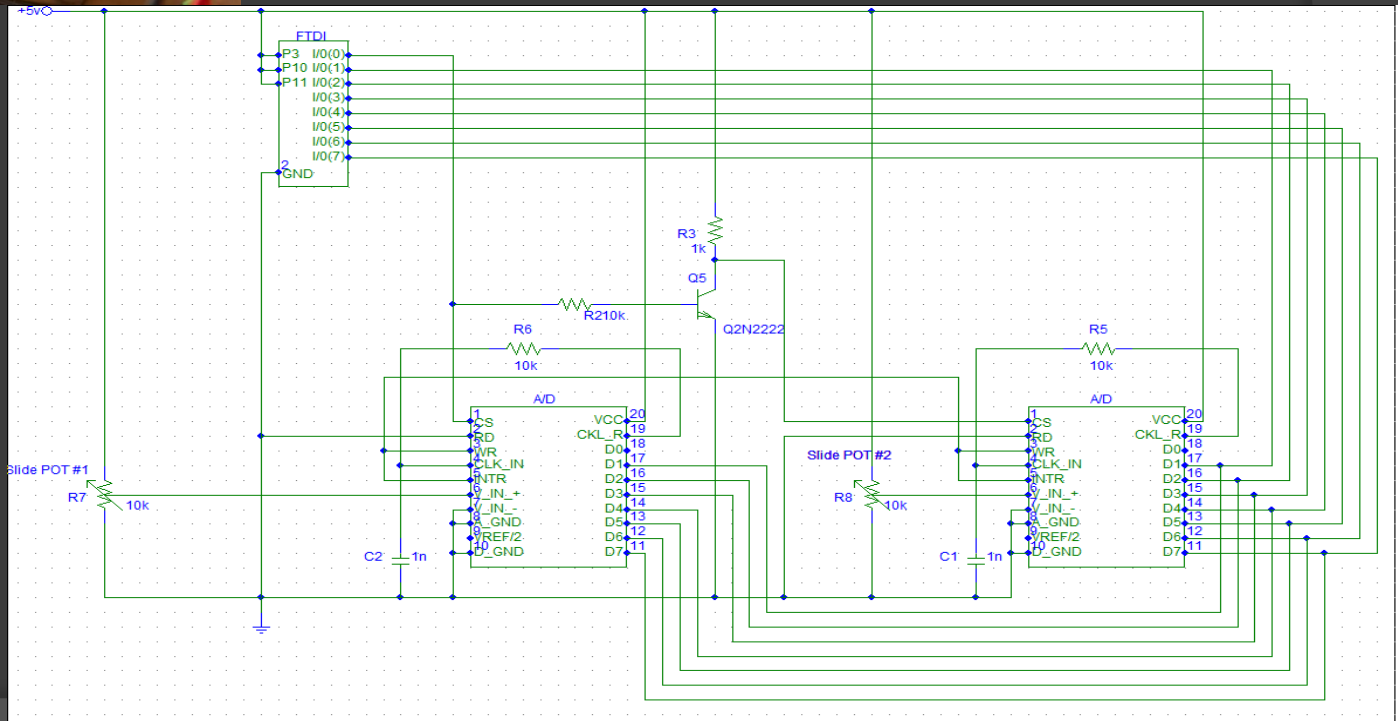 +5v
FTDI
P3 I/0(0)
P10 I/0(1)
P11 I/0(2)
I/0(3)
I/0(4)
I/0(5)
I/0(6)
I/0(7)
2
GND
R3
1k
Q5
R210k
Q2N2222
R6
10k
R5
10k
A/D
1 CS VCC 20
2 RD CKL_R 19
3 WR D0 18
4 CLK_IN D1 17
5 INTR D2 16
6 V_IN_+ D3 15
7 V_IN_- D4 14
8 A_GND D5 13
9 VREF/2 D6 12
10 D_GND D7 11
A/D
1 CS VCC 20
2 RD CKL_R 19
3 WR D0 18
4 CLK_IN D1 17
5 INTR D2 16
6 V_IN_+ D3 15
7 V_IN_- D4 14
8 A_GND D5 13
9 VREF/2 D6 12
10 D_GND D7 11
Slide POT #1
R7
10k
Slide POT #2
R8
10k
C2 1n
C1 1n